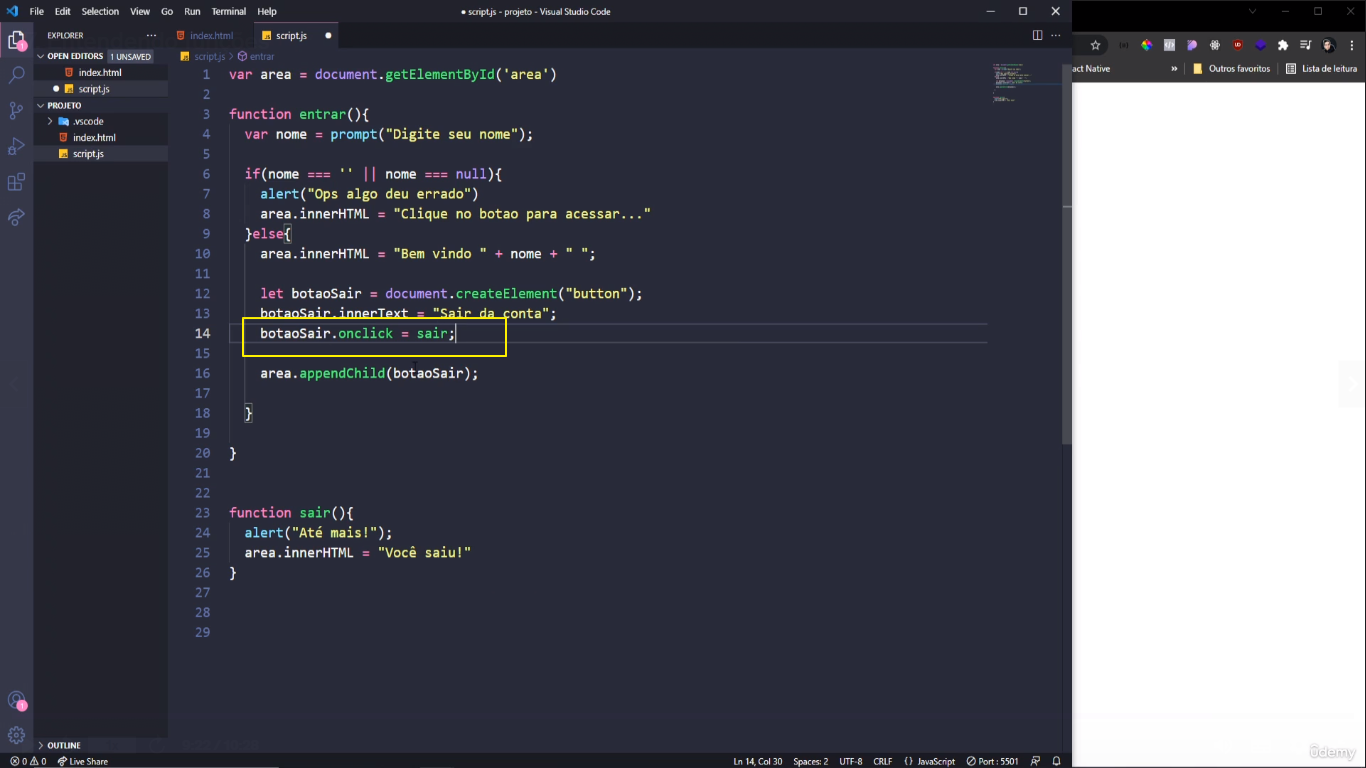 File Edit Selection View Go Run Terminal Help ● script.js - projeto - Visual Studio Code
EXPLORER ···
OPEN EDITORS 1 UNSAVED
index.html
script.js
PROJETO
.vscode
index.html
script.js
OUTLINE
index.html script.js ●
script.js > entrar
1 var area = document.getElementById('area')
2
3 function entrar(){
4 var nome = prompt("Digite seu nome");
5
6 if(nome === '' || nome === null){
7 alert("Ops algo deu errado")
8 area.innerHTML = "Clique no botao para acessar..."
9 }else{
10 area.innerHTML = "Bem vindo " + nome + " ";
11
12 let botaoSair = document.createElement("button");
13 botaoSair.innerText = "Sair da conta";
14 botaoSair.onclick = sair;
15
16 area.appendChild(botaoSair);
17
18 }
19
20 }
21
22
23 function sair(){
24 alert("Até mais!");
25 area.innerHTML = "Você saiu!"
26 }
27
28
29
act Native » Outros favoritos Lista de leitura
0 0 Live Share Ln 14, Col 30 Spaces: 2 UTF-8 CRLF {} JavaScript Port : 5501
ûdemy